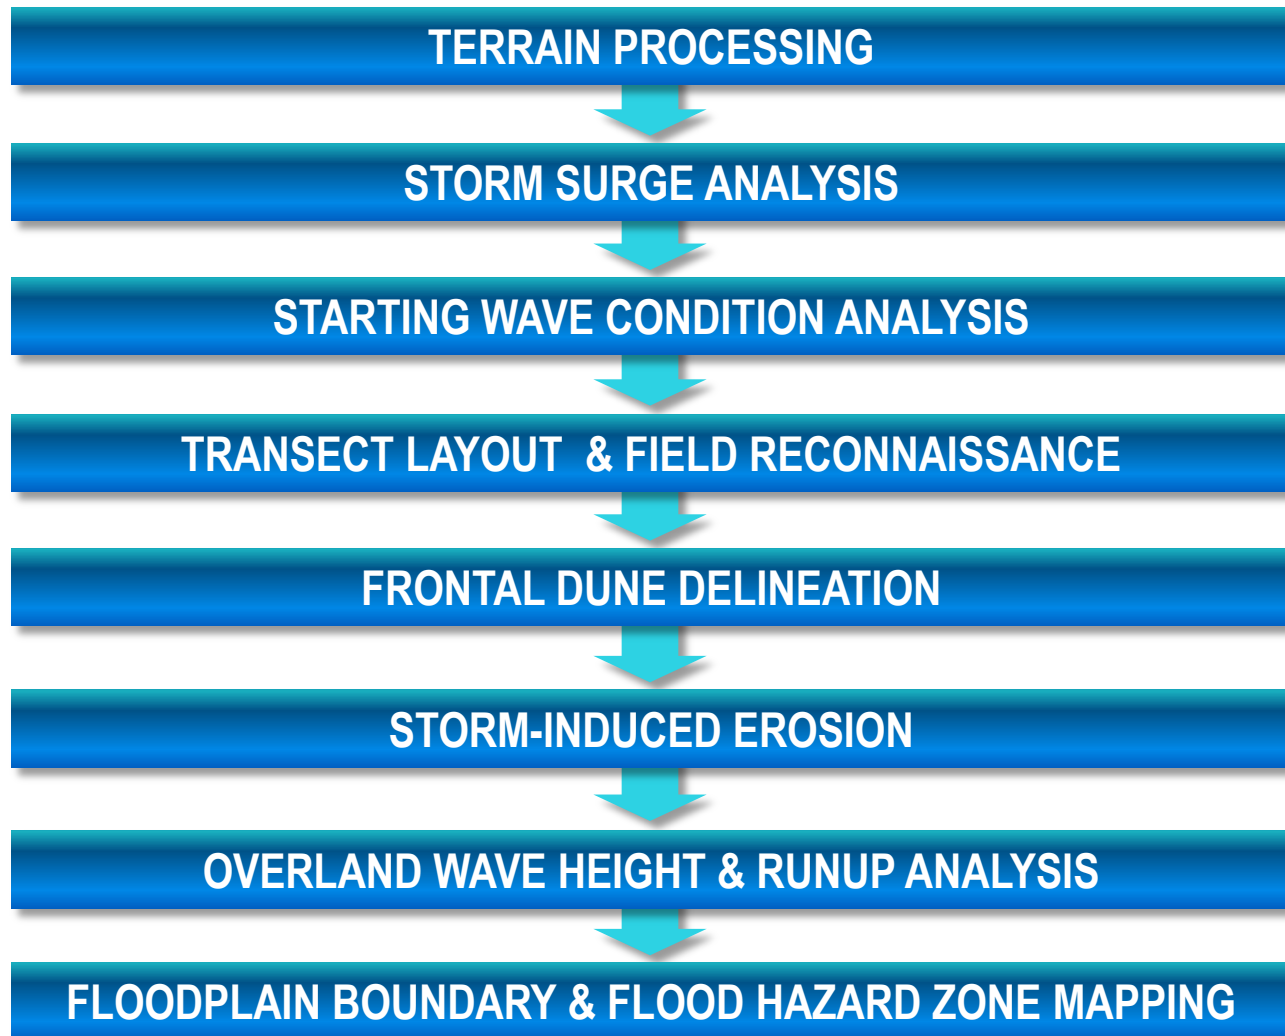 TERRAIN PROCESSING
STORM SURGE ANALYSIS
STARTING WAVE CONDITION ANALYSIS
TRANSECT LAYOUT & FIELD RECONNAISSANCE
FRONTAL DUNE DELINEATION
STORM-INDUCED EROSION
OVERLAND WAVE HEIGHT & RUNUP ANALYSIS
FLOODPLAIN BOUNDARY & FLOOD HAZARD ZONE MAPPING